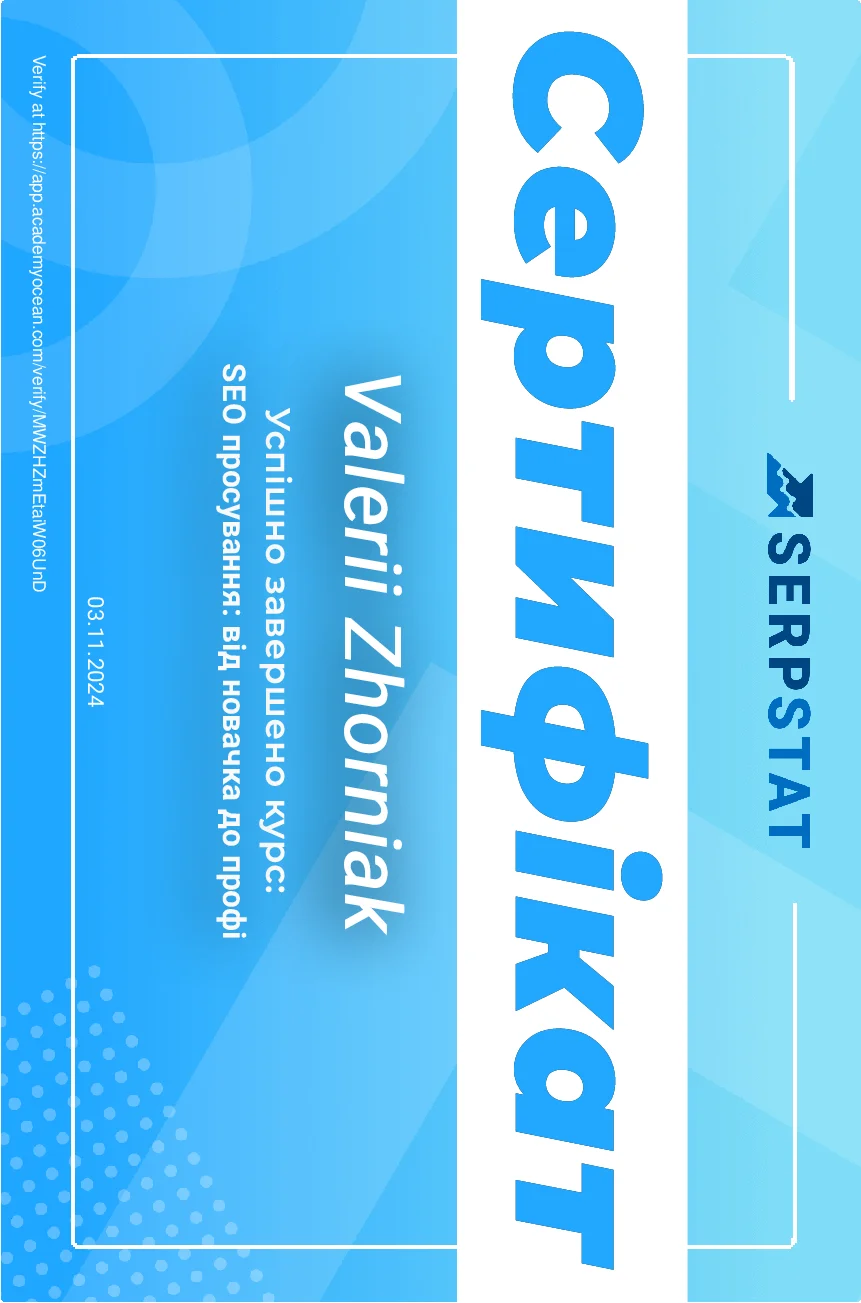 SERPSTAT
Сертифікат
Valerii Zhorniak
Успішно завершено курс:
SEO просування: від новачка до профі
03.11.2024
Verify at https://app.academyocean.com/verify/MWZHZmEtaiW06UnD